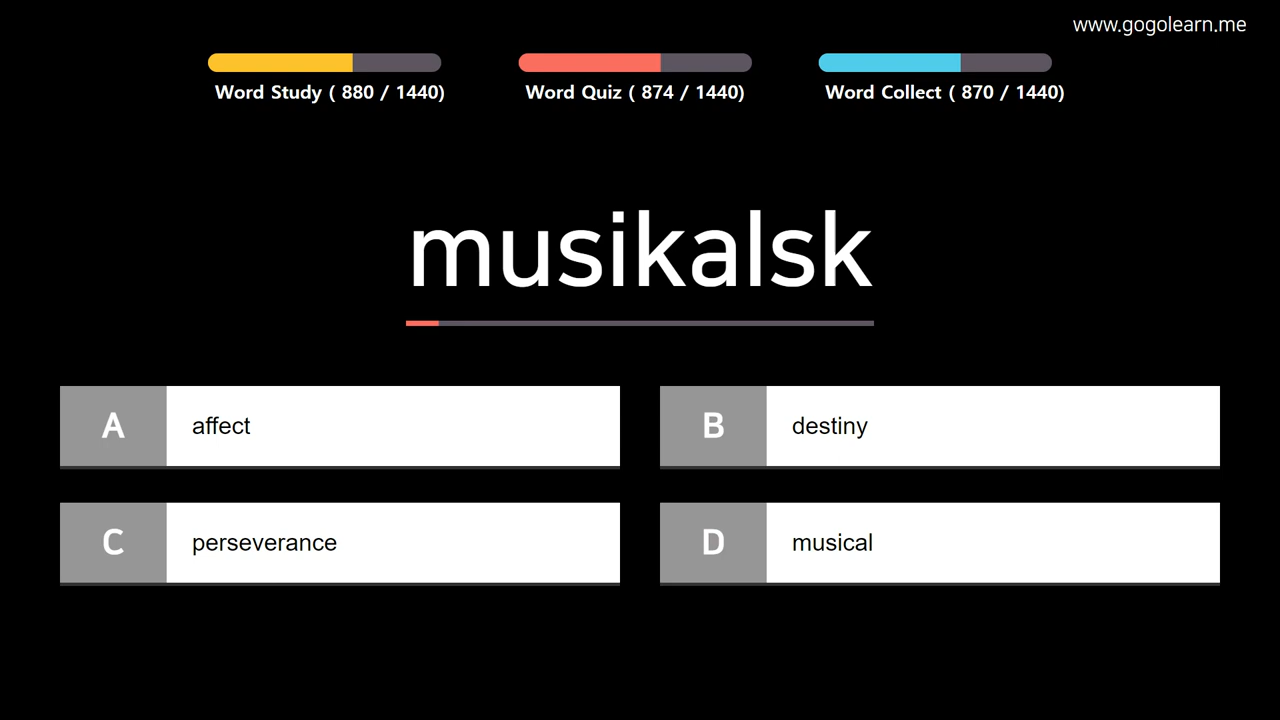 www.gogolearn.me
Word Study ( 880 / 1440)
Word Quiz ( 874 / 1440)
Word Collect ( 870 / 1440)
musikalsk
A affect
B destiny
C perseverance
D musical